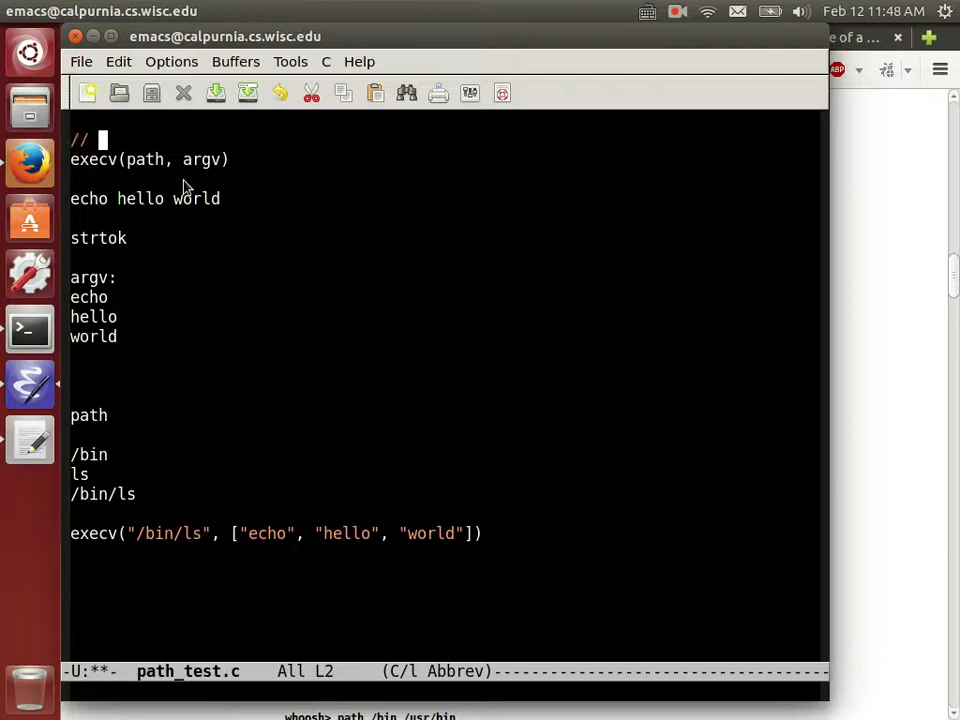 emacs@calpurnia.cs.wisc.edu
Feb 12 11:48 AM
emacs@calpurnia.cs.wisc.edu
e of a ...
File Edit Options Buffers Tools C Help
ABP
//
execv(path, argv)
echo hello world
strtok
argv:
echo
hello
world
path
/bin
ls
/bin/ls
execv("/bin/ls", ["echo", "hello", "world"])
-U:**- path_test.c All L2 (C/l Abbrev)-----------------------------------
whoosh> path /bin /usr/bin